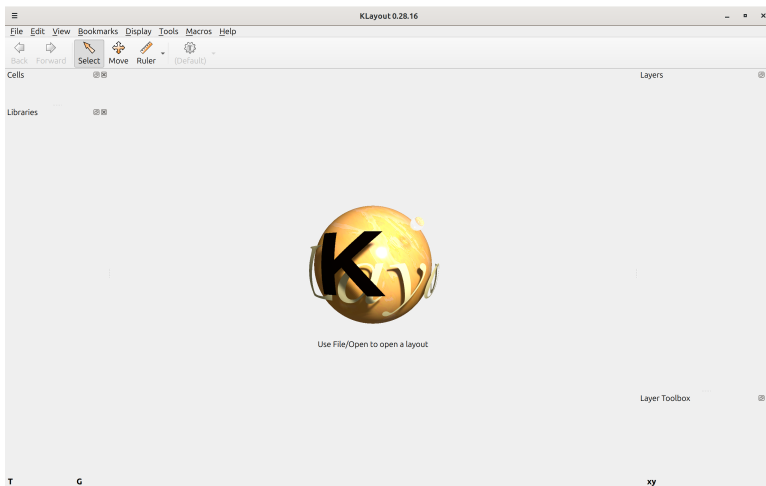 KLayout 0.28.16
File Edit View Bookmarks Display Tools Macros Help
Back Forward Select Move Ruler (Default)
Cells
Layers
Libraries
K
Layout
Use File/Open to open a layout
Layer Toolbox
T G xy